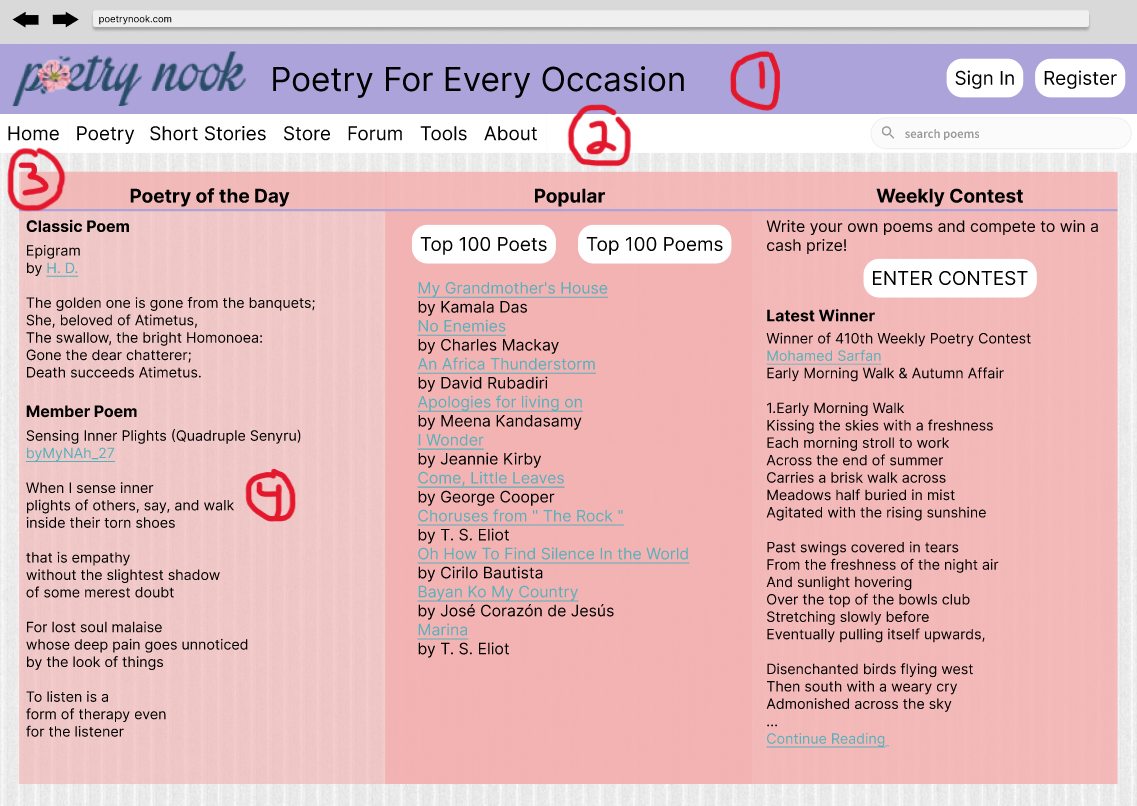 poetrynook.com
poetry nook
Poetry For Every Occasion
1
Sign In
Register
Home Poetry Short Stories Store Forum Tools About
2
search poems
3
Poetry of the Day
Classic Poem
Epigram
by H. D.
The golden one is gone from the banquets;
She, beloved of Atimetus,
The swallow, the bright Homonoea:
Gone the dear chatterer;
Death succeeds Atimetus.
Member Poem
Sensing Inner Plights (Quadruple Senyru)
byMyNAh_27
4
When I sense inner
plights of others, say, and walk
inside their torn shoes
that is empathy
without the slightest shadow
of some merest doubt
For lost soul malaise
whose deep pain goes unnoticed
by the look of things
To listen is a
form of therapy even
for the listener
Popular
Top 100 Poets
Top 100 Poems
My Grandmother's House
by Kamala Das
No Enemies
by Charles Mackay
An Africa Thunderstorm
by David Rubadiri
Apologies for living on
by Meena Kandasamy
I Wonder
by Jeannie Kirby
Come, Little Leaves
by George Cooper
Choruses from " The Rock "
by T. S. Eliot
Oh How To Find Silence In the World
by Cirilo Bautista
Bayan Ko My Country
by José Corazón de Jesús
Marina
by T. S. Eliot
Weekly Contest
Write your own poems and compete to win a
cash prize!
ENTER CONTEST
Latest Winner
Winner of 410th Weekly Poetry Contest
Mohamed Sarfan
Early Morning Walk & Autumn Affair
1.Early Morning Walk
Kissing the skies with a freshness
Each morning stroll to work
Across the end of summer
Carries a brisk walk across
Meadows half buried in mist
Agitated with the rising sunshine
Past swings covered in tears
From the freshness of the night air
And sunlight hovering
Over the top of the bowls club
Stretching slowly before
Eventually pulling itself upwards,
Disenchanted birds flying west
Then south with a weary cry
Admonished across the sky
...
Continue Reading